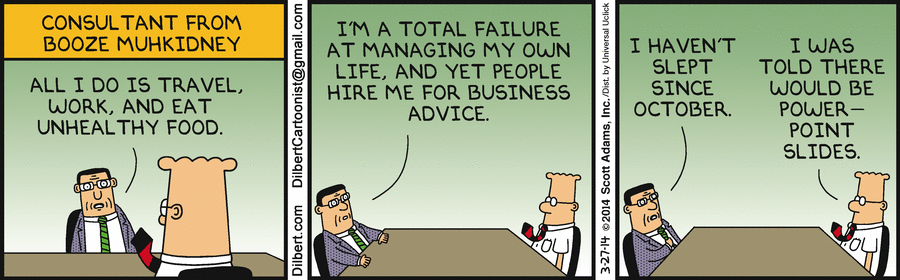 CONSULTANT FROM
BOOZE MUHKIDNEY
ALL I DO IS TRAVEL,
WORK, AND EAT
UNHEALTHY FOOD.
Dilbert.com DilbertCartoonist@gmail.com
I'M A TOTAL FAILURE
AT MANAGING MY OWN
LIFE, AND YET PEOPLE
HIRE ME FOR BUSINESS
ADVICE.
3-27-14 © 2014 Scott Adams, Inc. /Dist. by Universal Uclick
I HAVEN'T
SLEPT
SINCE
OCTOBER.
I WAS
TOLD THERE
WOULD BE
POWER–
POINT
SLIDES.